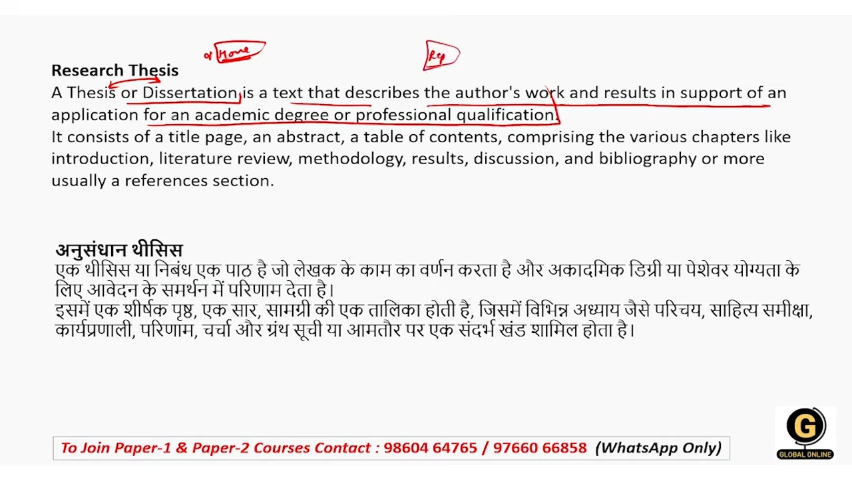 Research Thesis
A Thesis or Dissertation is a text that describes the author's work and results in support of an
application for an academic degree or professional qualification.
It consists of a title page, an abstract, a table of contents, comprising the various chapters like
introduction, literature review, methodology, results, discussion, and bibliography or more
usually a references section.
अनुसंधान थीसिस
एक थीसिस या निबंध एक पाठ है जो लेखक के काम का वर्णन करता है और अकादमिक डिग्री या पेशेवर योग्यता के
लिए आवेदन के समर्थन में परिणाम देता है।
इसमें एक शीर्षक पृष्ठ, एक सार, सामग्री की एक तालिका होती है, जिसमें विभिन्न अध्याय जैसे परिचय, साहित्य समीक्षा,
कार्यप्रणाली, परिणाम, चर्चा और ग्रंथ सूची या आमतौर पर एक संदर्भ खंड शामिल होता है।
To Join Paper-1 & Paper-2 Courses Contact : 98604 64765 / 97660 66858 (WhatsApp Only)
G
GLOBAL ONLINE